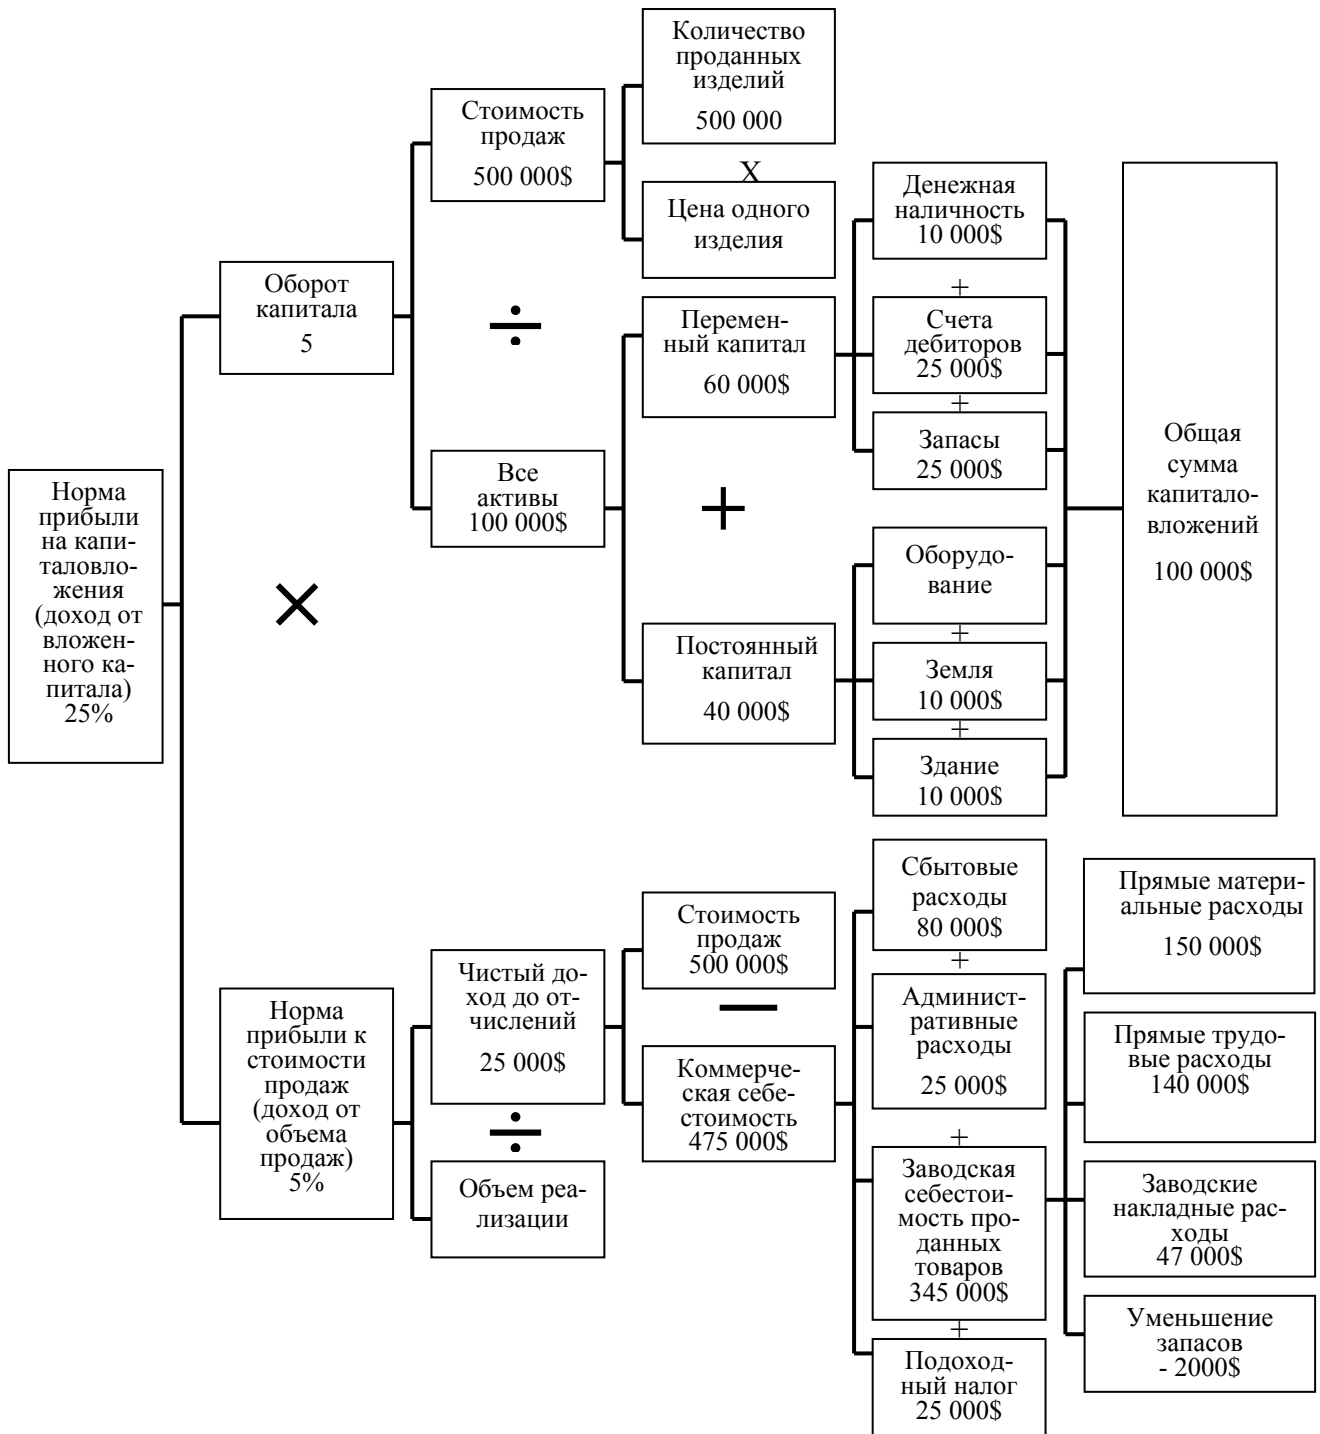 Количество
проданных
изделий
500 000
Стоимость
продаж
500 000$
X
Цена одного
изделия
Денежная
наличность
10 000$
+
Счета
дебиторов
25 000$
+
Запасы
25 000$
Оборот
капитала
5
÷
Перемен-
ный капитал
60 000$
Все
активы
100 000$
+
Общая
сумма
капитало-
вложений
100 000$
Норма
прибыли
на капи-
таловло-
жения
(доход от
вложен-
ного ка-
питала)
25%
×
Оборудо-
вание
+
Постоянный
капитал
40 000$
Земля
10 000$
+
Здание
10 000$
Сбытовые
расходы
80 000$
+
Прямые матери-
альные расходы
150 000$
Стоимость
продаж
500 000$
—
Чистый до-
ход до от-
числений
25 000$
Административные
Админист-
ративные
расходы
25 000$
+
Прямые трудо-
вые расходы
140 000$
Норма
прибыли к
стоимости
продаж
(доход от
объема
продаж)
5%
Коммерче-
ская себе-
стоимость
475 000$
÷
Объем реа-
лизации
Заводская
себестои-
мость про-
данных
товаров
345 000$
+
Заводские
накладные рас-
ходы
47 000$
Уменьшение
запасов
- 2000$
Подоход-
ный налог
25 000$